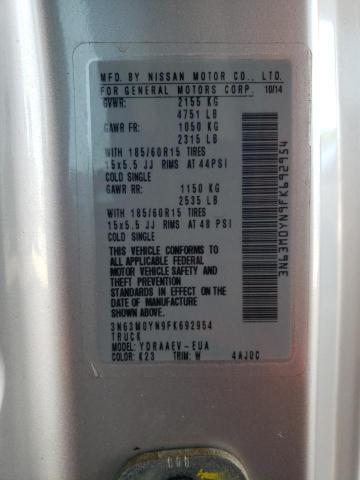 MFD. BY NISSAN MOTOR CO., LTD.
FOR GENERAL MOTORS CORP. 10/14
GVWR: 2155 KG
4751 LB
GAWR FR: 1050 KG
2315 LB
WITH 185/60R15 TIRES
15x5.5 JJ RIMS AT 44PSI
COLD SINGLE
GAWR RR: 1150 KG
2535 LB
WITH 185/60R15 TIRES
15x5.5 JJ RIMS AT 48 PSI
COLD SINGLE
THIS VEHICLE CONFORMS TO
ALL APPLICABLE FEDERAL
MOTOR VEHICLE SAFETY
AND THEFT PREVENTION
STANDARDS IN EFFECT ON
THE DATE OF MANUFACTURE
SHOWN ABOVE.
3N63M0YN9FK692954
TRUCK
MODEL: YDRAAEV-EUA
COLOR: K23 TRIM: W 4AJ0C
3N63M0YN9FK692954